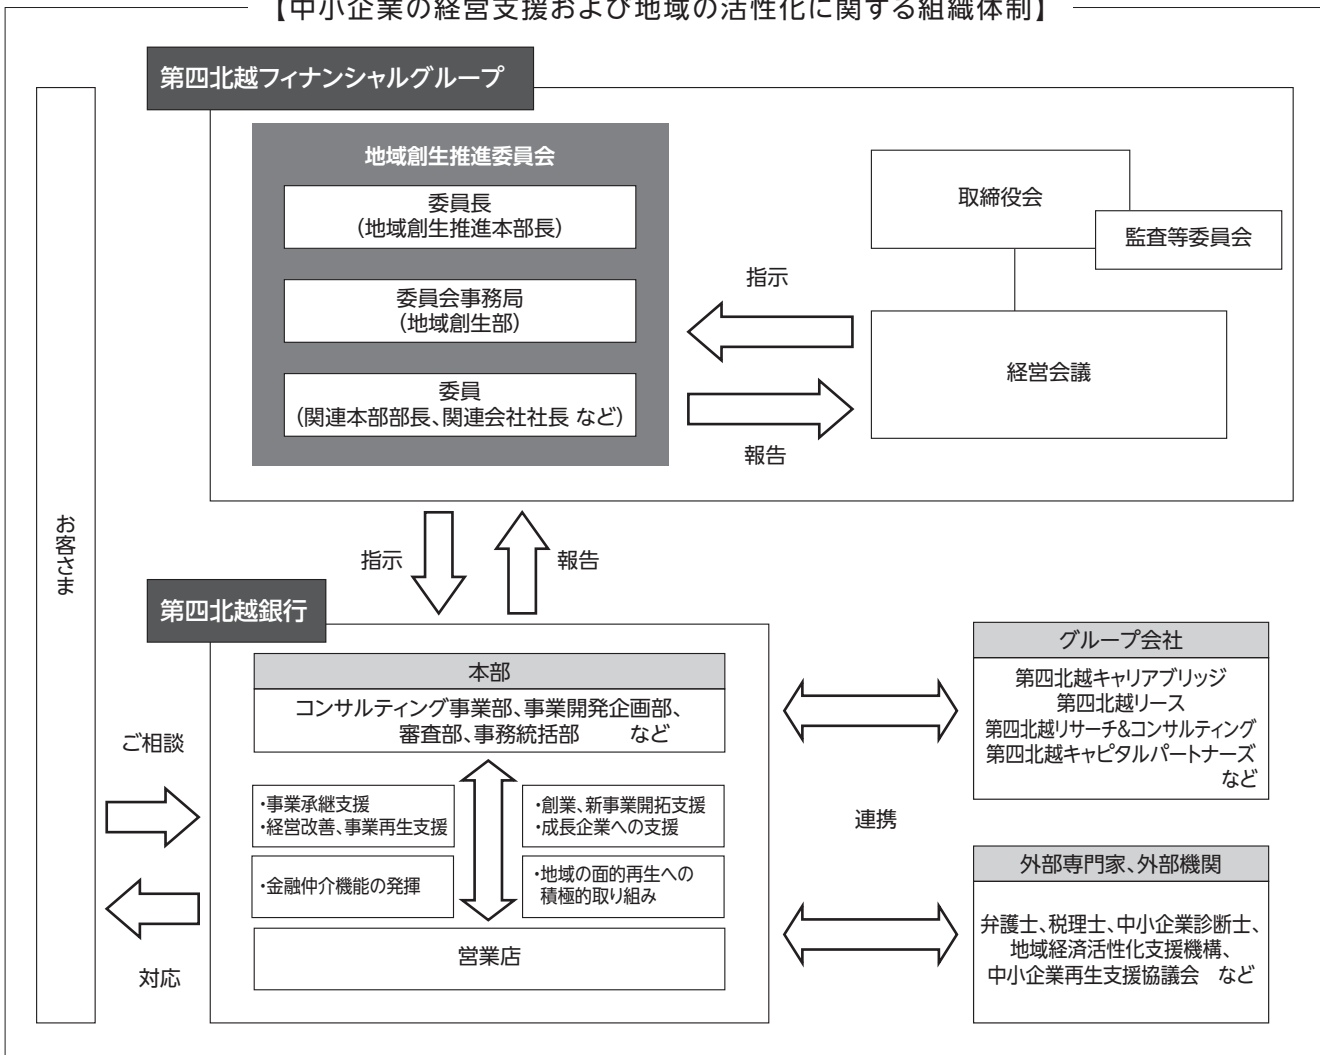 【中小企業の経営支援および地域の活性化に関する組織体制】
第四北越フィナンシャルグループ
地域創生推進委員会
委員長
(地域創生推進本部長)
委員会事務局
(地域創生部)
委員
(関連本部部長、関連会社社長 など)
指示
報告
取締役会
監査等委員会
経営会議
お客さま
指示
報告
第四北越銀行
本部
コンサルティング事業部、事業開発企画部、
審査部、事務統括部 など
・事業承継支援
・経営改善、事業再生支援
・創業、新事業開拓支援
・成長企業への支援
・金融仲介機能の発揮
・地域の面的再生への
積極的取り組み
営業店
ご相談
対応
連携
グループ会社
第四北越キャリアブリッジ
第四北越リース
第四北越リサーチ&コンサルティング
第四北越キャピタルパートナーズ
など
外部専門家、外部機関
弁護士、税理士、中小企業診断士、
地域経済活性化支援機構、
中小企業再生支援協議会 など